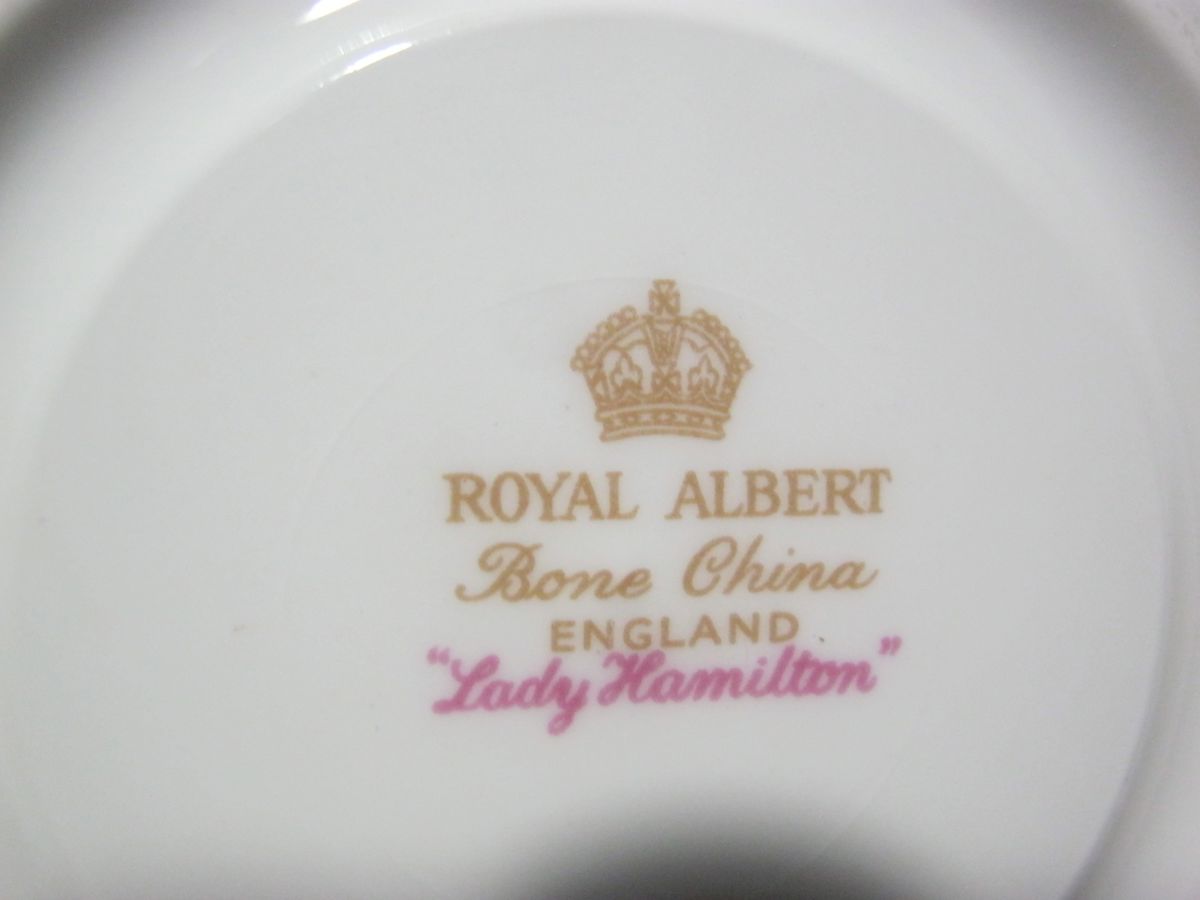 ROYAL ALBERT
Bone China
ENGLAND
"Lady Hamilton"